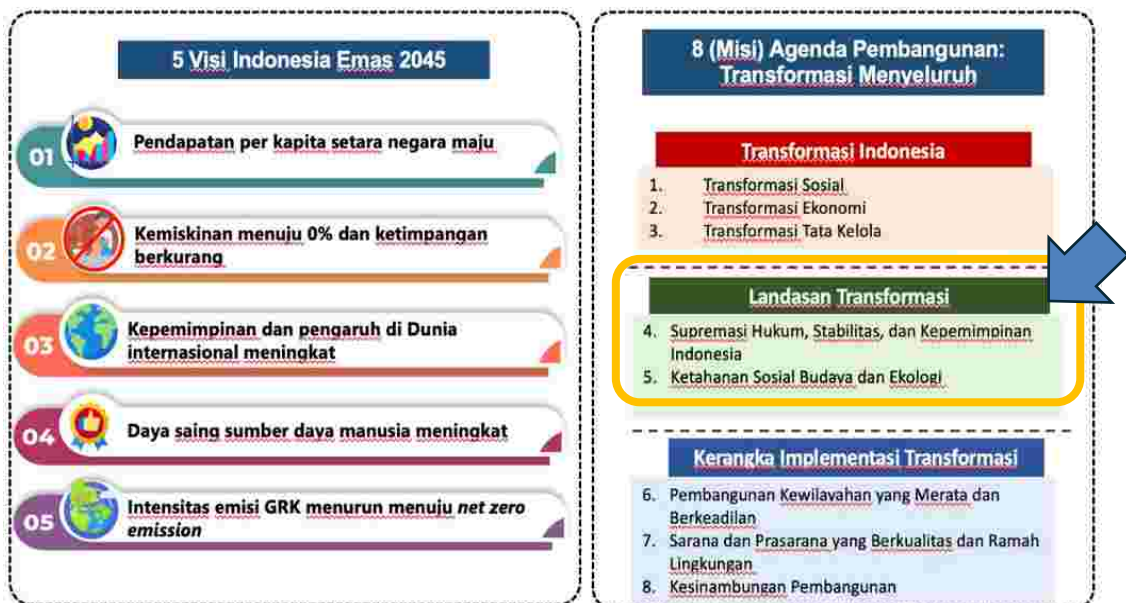 5 Visi Indonesia Emas 2045
01
Pendapatan per kapita setara negara maju
02
Kemiskinan menuju 0% dan ketimpangan
berkurang
03
Kepemimpinan dan pengaruh di Dunia
internasional meningkat
04
Daya saing sumber daya manusia meningkat
05
Intensitas emisi GRK menurun menuju net zero
emission
8 (Misi) Agenda Pembangunan:
Transformasi Menyeluruh
Transformasi Indonesia
1. Transformasi Sosial
2. Transformasi Ekonomi
3. Transformasi Tata Kelola
Landasan Transformasi
4. Supremasi Hukum, Stabilitas, dan Kepemimpinan
Indonesia
5. Ketahanan Sosial Budaya dan Ekologi
Kerangka Implementasi Transformasi
6. Pembangunan Kewilayahan yang Merata dan
Berkeadilan
7. Sarana dan Prasarana yang Berkualitas dan Ramah
Lingkungan
8. Kesinambungan Pembangunan